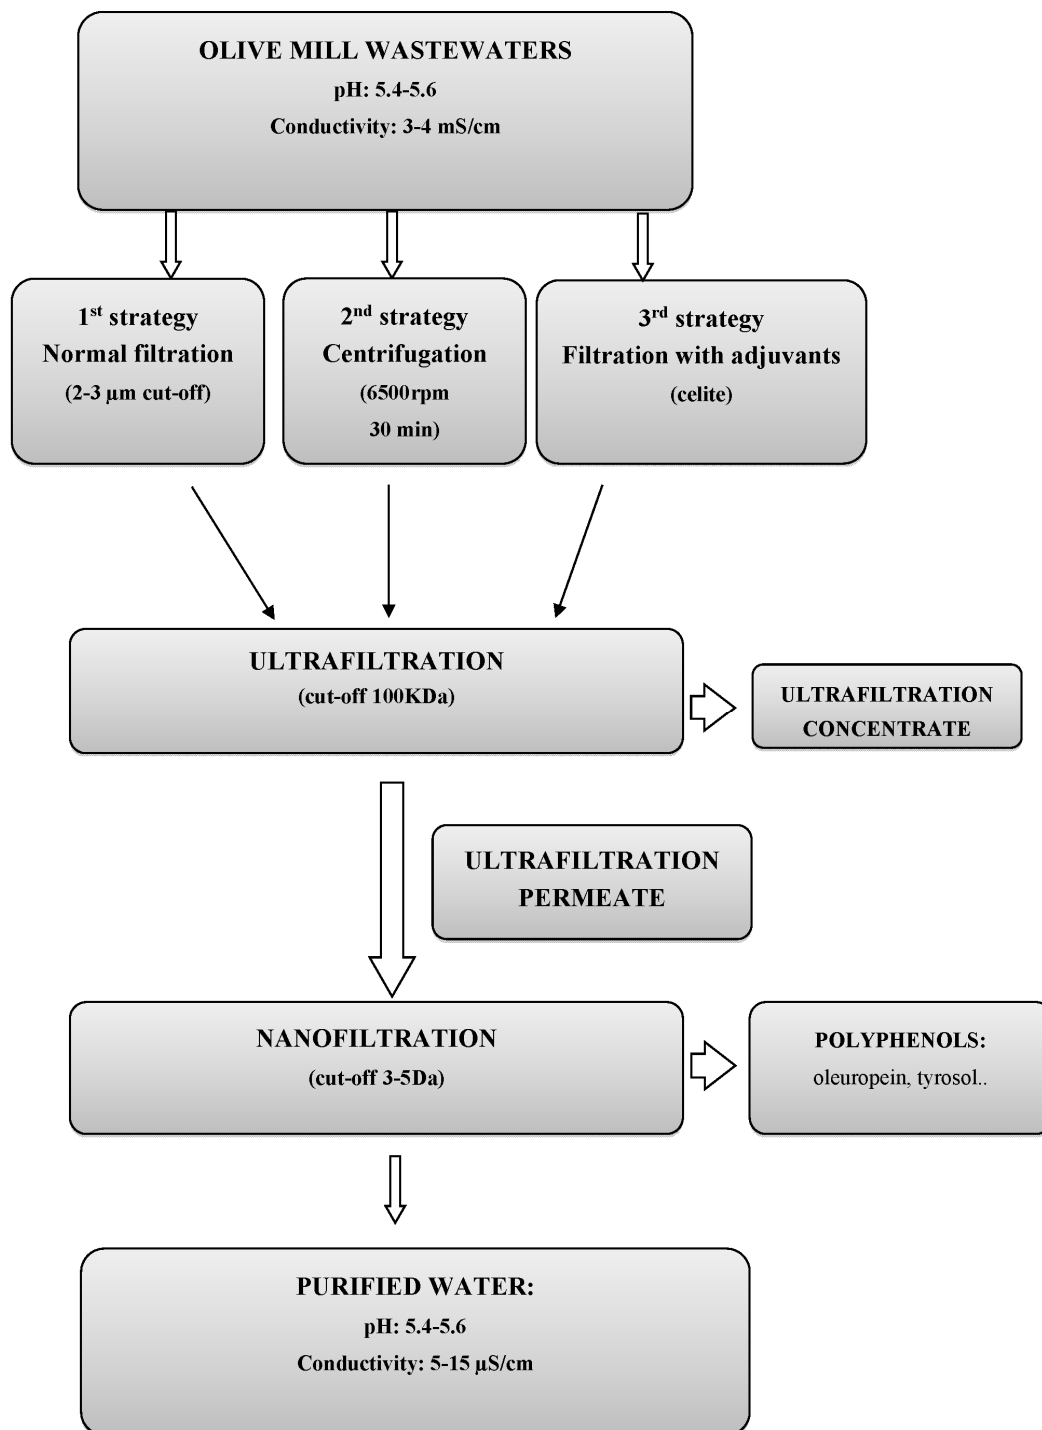 OLIVE MILL WASTEWATERS
pH: 5.4-5.6
Conductivity: 3-4 mS/cm
1st strategy
Normal filtration
(2-3 µm cut-off)
2nd strategy
Centrifugation
(6500rpm
30 min)
3rd strategy
Filtration with adjuvants
(celite)
ULTRAFILTRATION
(cut-off 100KDa)
ULTRAFILTRATION
CONCENTRATE
ULTRAFILTRATION
PERMEATE
NANOFILTRATION
(cut-off 3-5Da)
POLYPHENOLS:
oleuropein, tyrosol..
PURIFIED WATER:
pH: 5.4-5.6
Conductivity: 5-15 µS/cm